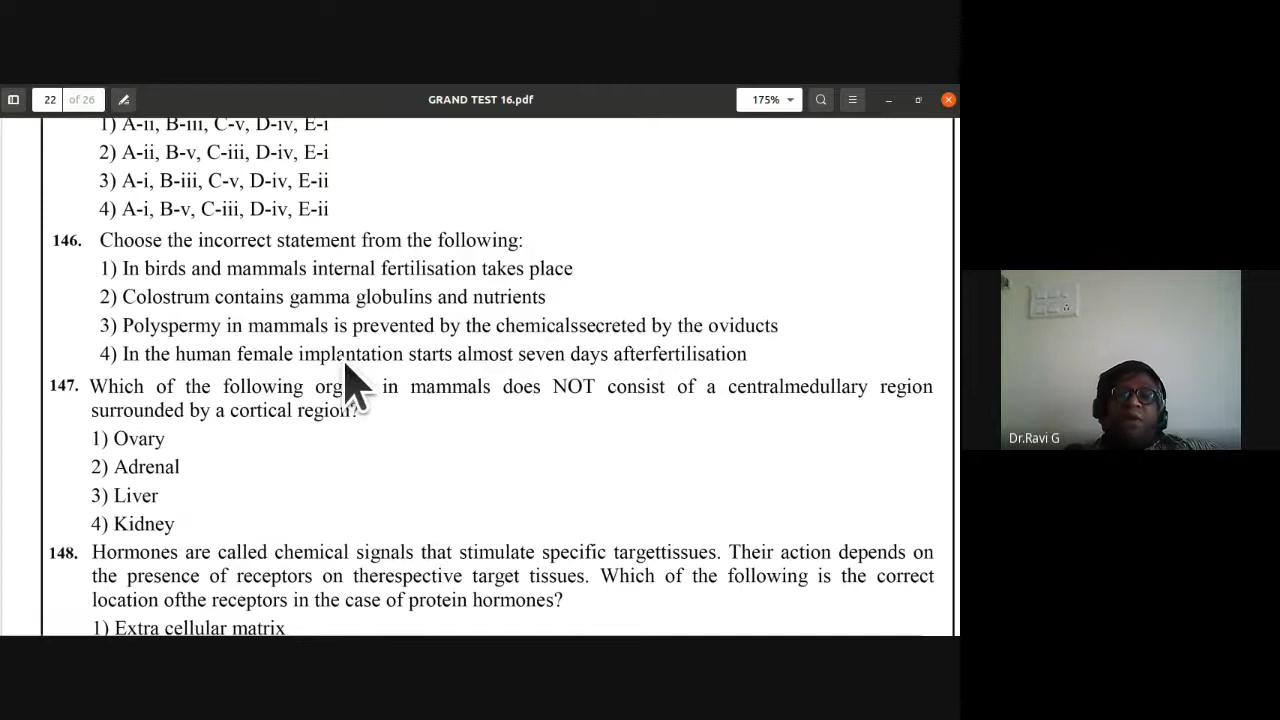 22 of 26
GRAND TEST 16.pdf
175%
1) A-ii, B-iii, C-v, D-iv, E-i
2) A-ii, B-v, C-iii, D-iv, E-i
3) A-i, B-iii, C-v, D-iv, E-ii
4) A-i, B-v, C-iii, D-iv, E-ii
146. Choose the incorrect statement from the following:
1) In birds and mammals internal fertilisation takes place
2) Colostrum contains gamma globulins and nutrients
3) Polyspermy in mammals is prevented by the chemicalssecreted by the oviducts
4) In the human female implantation starts almost seven days afterfertilisation
147. Which of the following in mammals does NOT consist of a centralmedullary region
surrounded by a cortical region?
1) Ovary
2) Adrenal
3) Liver
4) Kidney
148. Hormones are called chemical signals that stimulate specific targettissues. Their action depends on
the presence of receptors on therespective target tissues. Which of the following is the correct
location ofthe receptors in the case of protein hormones?
1) Extra cellular matrix
Dr.Ravi G